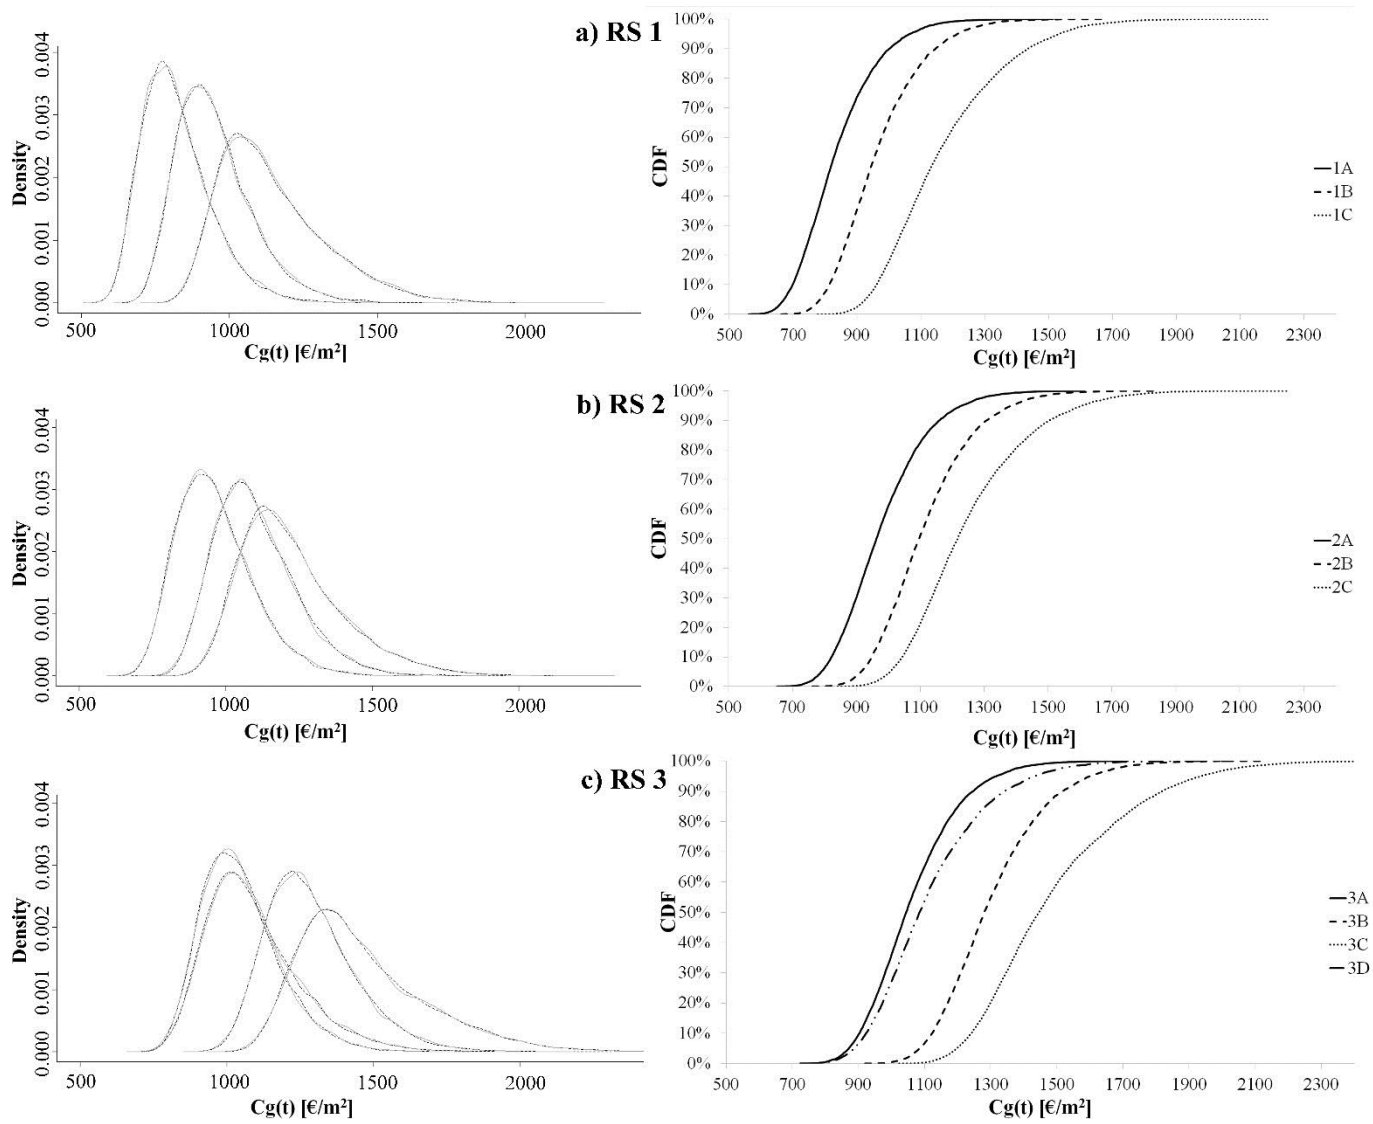 a) RS 1
Density
0.000
0.001
0.002
0.003
0.004
500 1000 1500 2000
Cg(t) [€/m²]
CDF
100%
90%
80%
70%
60%
50%
40%
30%
20%
10%
0%
500 700 900 1100 1300 1500 1700 1900 2100 2300
Cg(t) [€/m²]
1A
1B
1C
b) RS 2
Density
0.000
0.001
0.002
0.003
0.004
500 1000 1500 2000
Cg(t) [€/m²]
CDF
100%
90%
80%
70%
60%
50%
40%
30%
20%
10%
0%
500 700 900 1100 1300 1500 1700 1900 2100 2300
Cg(t) [€/m²]
2A
2B
2C
c) RS 3
Density
0.000
0.001
0.002
0.003
0.004
500 1000 1500 2000
Cg(t) [€/m²]
CDF
100%
90%
80%
70%
60%
50%
40%
30%
20%
10%
0%
500 700 900 1100 1300 1500 1700 1900 2100 2300
Cg(t) [€/m²]
3A
3B
3C
3D